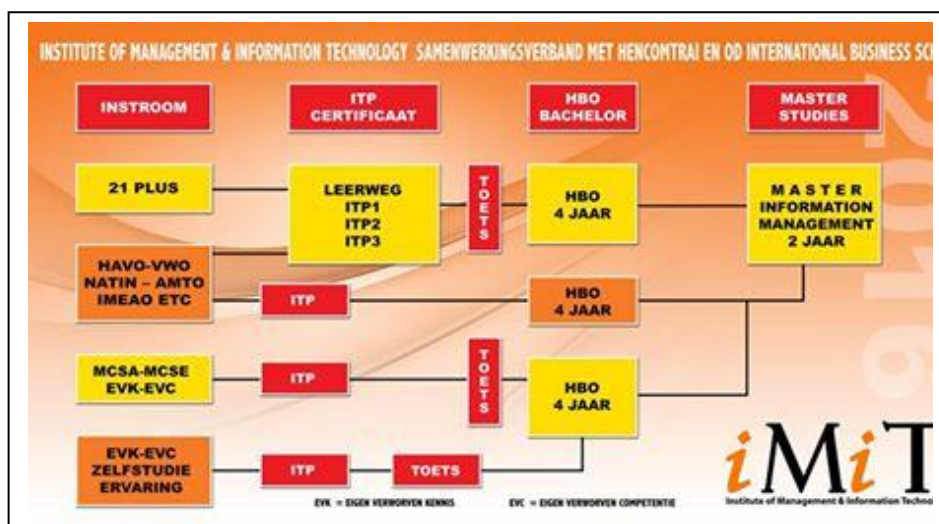 INSTITUTE OF MANAGEMENT & INFORMATION TECHNOLOGY SAMENWERKINGSVERBAND MET HENCOMTRAI EN OD INTERNATIONAL BUSINESS SCH
INSTROOM
ITP
CERTIFICAAT
HBO
BACHELOR
MASTER
STUDIES
21 PLUS
LEERWEG
ITP1
ITP2
ITP3
TOETS
HBO
4 JAAR
MASTER
INFORMATION
MANAGEMENT
2 JAAR
HAVO-VWO
NATIN – AMTO
IMEAO ETC
ITP
HBO
4 JAAR
MCSA-MCSE
EVK-EVC
ITP
TOETS
HBO
4 JAAR
EVK-EVC
ZELFSTUDIE
ERVARING
ITP
TOETS
EVK = EIGEN VERWORVEN KENNIS
EVC = EIGEN VERWORVEN COMPETENTIE
iMiT
Institute of Management & Information Technolo
2019